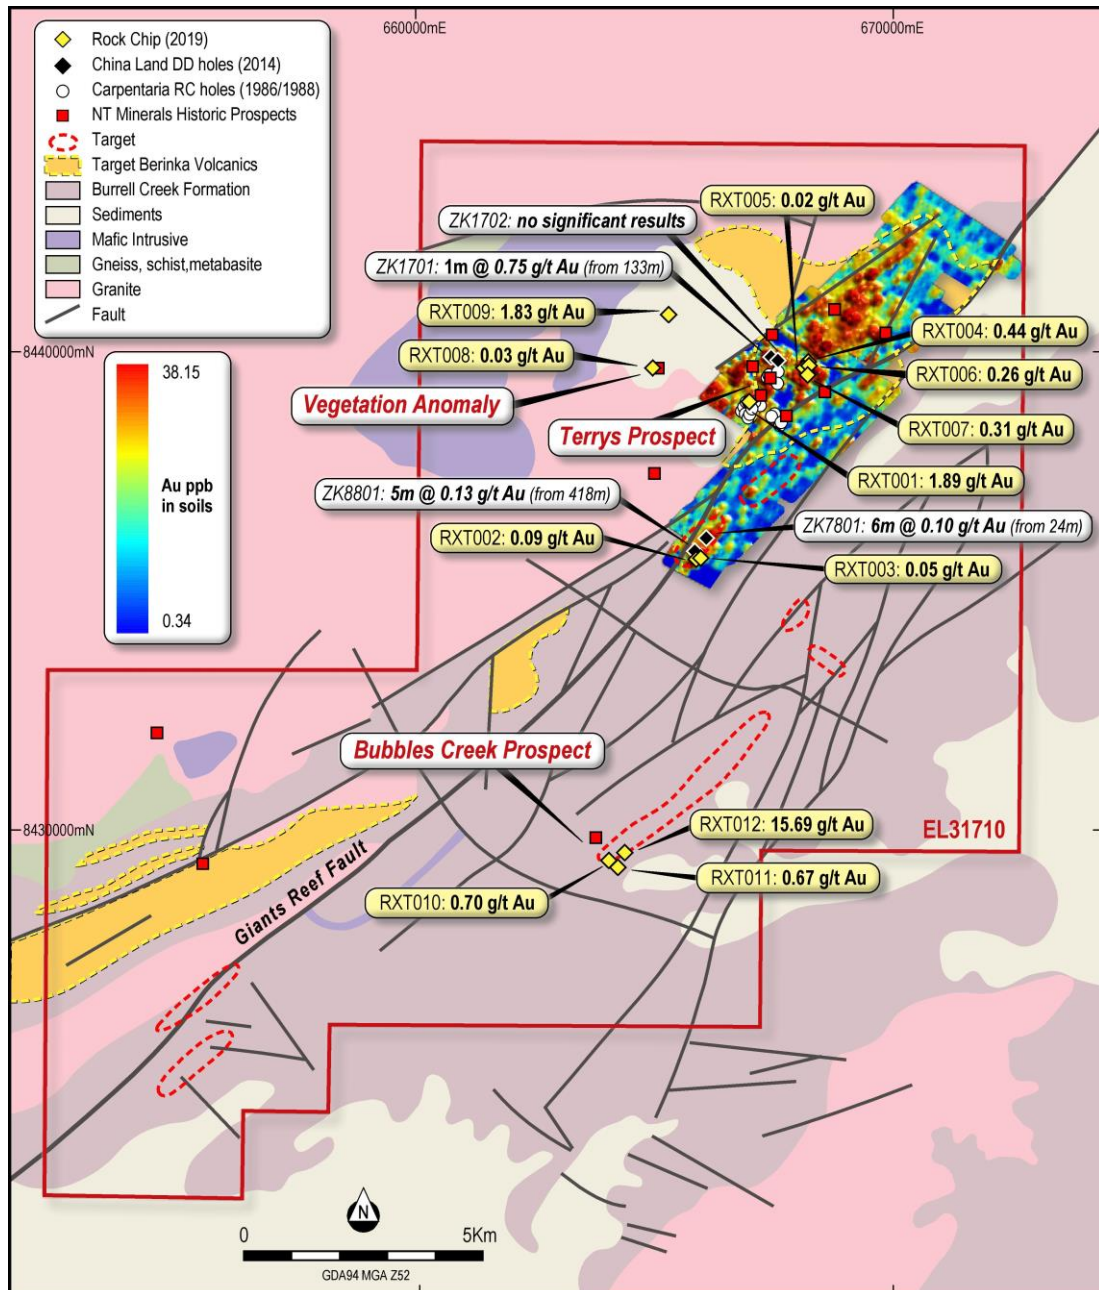 660000mE
670000mE
Rock Chip (2019)
China Land DD holes (2014)
Carpentaria RC holes (1986/1988)
NT Minerals Historic Prospects
Target
Target Berinka Volcanics
Burrell Creek Formation
Sediments
Mafic Intrusive
Gneiss, schist,metabasite
Granite
Fault
RXT005: 0.02 g/t Au
ZK1702: no significant results
ZK1701: 1m @ 0.75 g/t Au (from 133m)
RXT009: 1.83 g/t Au
RXT004: 0.44 g/t Au
8440000mN
RXT008: 0.03 g/t Au
RXT006: 0.26 g/t Au
38.15
Au ppb
in soils
0.34
Vegetation Anomaly
Terrys Prospect
RXT007: 0.31 g/t Au
RXT001: 1.89 g/t Au
ZK8801: 5m @ 0.13 g/t Au (from 418m)
ZK7801: 6m @ 0.10 g/t Au (from 24m)
RXT002: 0.09 g/t Au
RXT003: 0.05 g/t Au
Bubbles Creek Prospect
8430000mN
RXT012: 15.69 g/t Au
EL31710
RXT011: 0.67 g/t Au
RXT010: 0.70 g/t Au
Giants Reef Fault
N
0
5Km
GDA94 MGA Z52